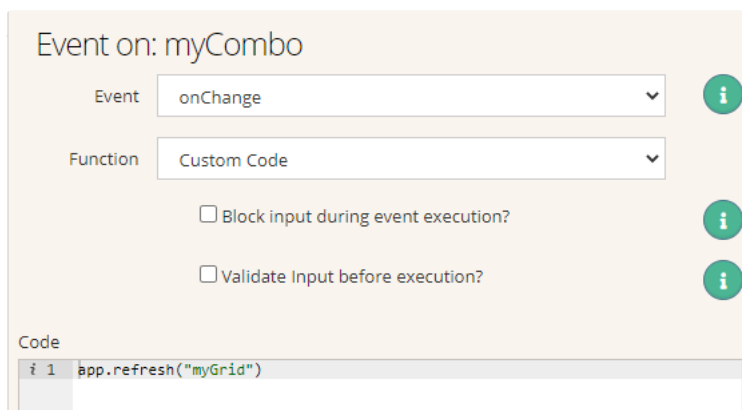 Event on: myCombo
Event onChange
Function Custom Code
Block input during event execution?
Validate Input before execution?
Code
i 1 app.refresh("myGrid")